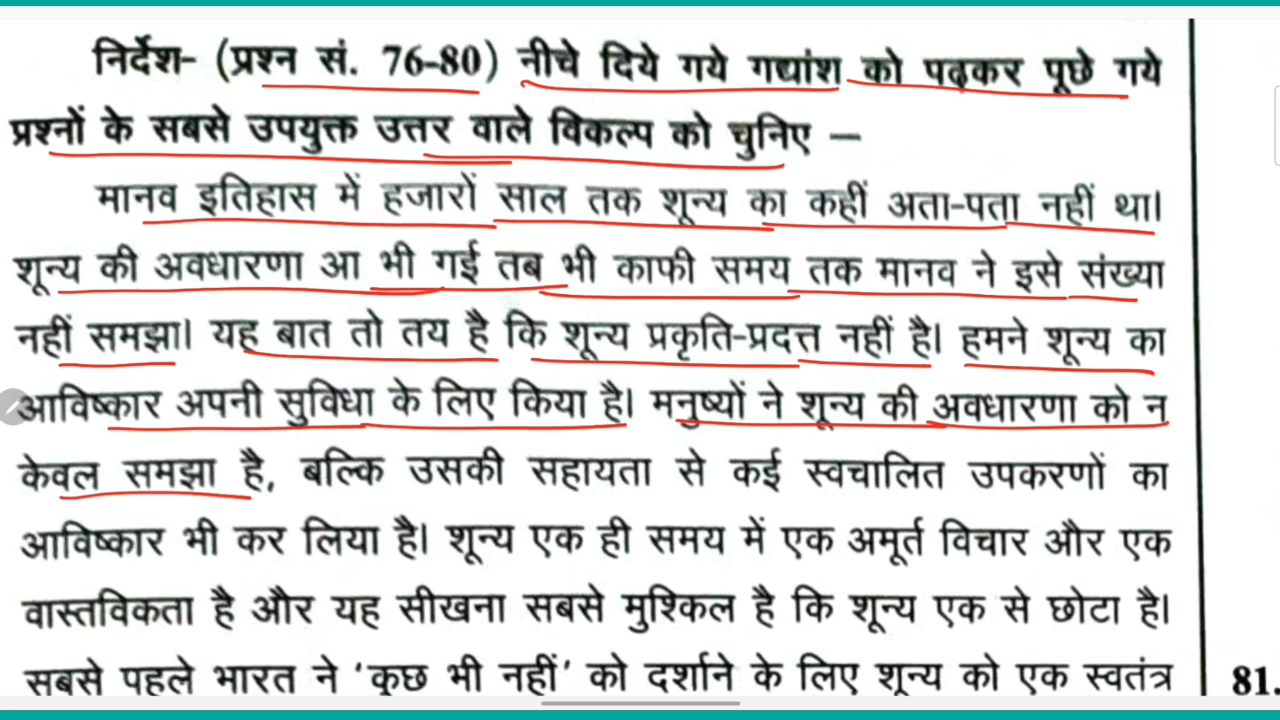 निर्देश- (प्रश्न सं. 76-80) नीचे दिये गये गद्यांश को पढ़कर पूछे गये
प्रश्नों के सबसे उपयुक्त उत्तर वाले विकल्प को चुनिए –
मानव इतिहास में हजारों साल तक शून्य का कहीं अता-पता नहीं था।
शून्य की अवधारणा आ भी गई तब भी काफी समय तक मानव ने इसे संख्या
नहीं समझा। यह बात तो तय है कि शून्य प्रकृति-प्रदत्त नहीं है। हमने शून्य का
आविष्कार अपनी सुविधा के लिए किया है। मनुष्यों ने शून्य की अवधारणा को न
केवल समझा है, बल्कि उसकी सहायता से कई स्वचालित उपकरणों का
आविष्कार भी कर लिया है। शून्य एक ही समय में एक अमूर्त विचार और एक
वास्तविकता है और यह सीखना सबसे मुश्किल है कि शून्य एक से छोटा है।
सबसे पहले भारत ने 'कुछ भी नहीं' को दर्शाने के लिए शून्य को एक स्वतंत्र
81.